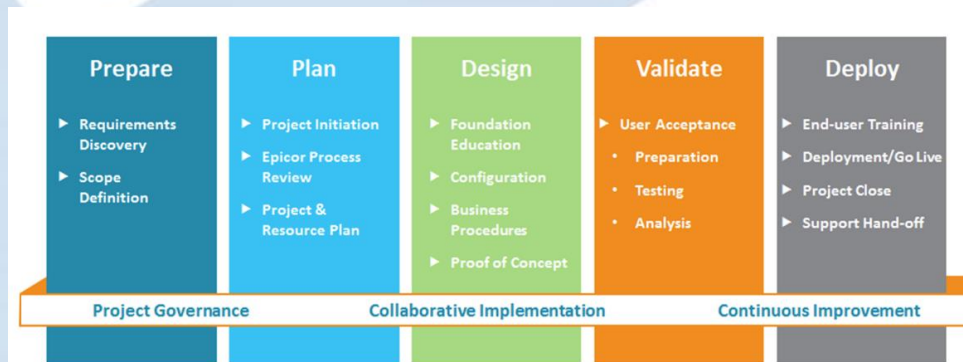 Prepare
Requirements
Discovery
Scope
Definition
Plan
Project Initiation
Epicor Process
Review
Project &
Resource Plan
Design
Foundation
Education
Configuration
Business
Procedures
Proof of Concept
Validate
User Acceptance
Preparation
Testing
Analysis
Deploy
End-user Training
Deployment/Go Live
Project Close
Support Hand-off
Project Governance
Collaborative Implementation
Continuous Improvement